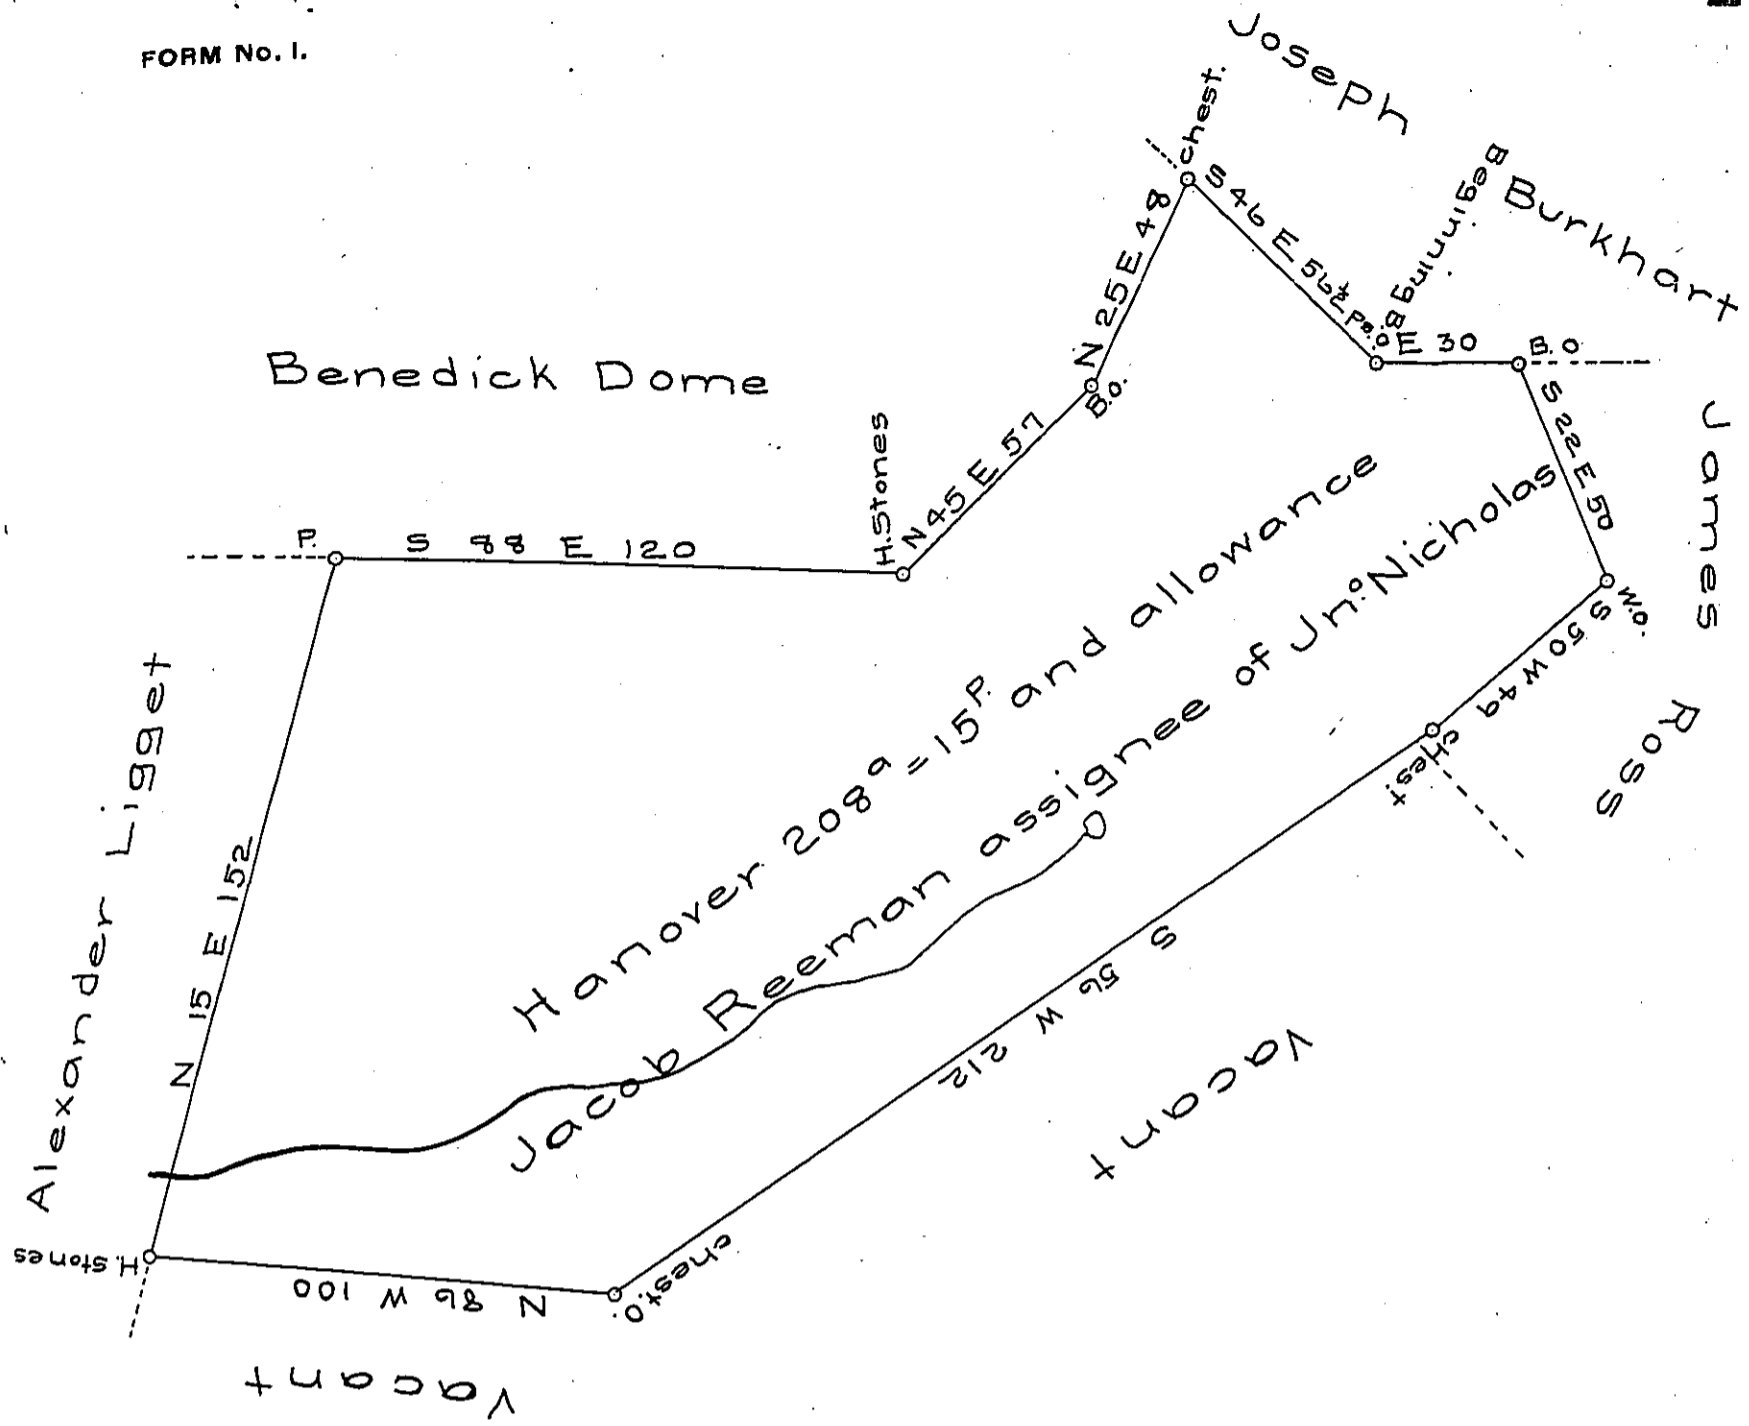 FORM No. 1.
Joseph Burkhart
chest.
S 46 E 56½ P
Beginning B.O.
E 30
B.O.
N 25 E 48
B.O.
Benedick Dome
H. Stones
N 45 E 57
S 22 E 50
James Ross
P.
S 88 E 120
W.O.
S 50 W 49
chest.
Alexander Ligget
N 15 E 152
Hanover 208ᵃ = 15ᴾ. and allowance
Jacob Reeman assignee of Jnº. Nicholas
S 56 W 212
Vacant
H. Stones
N 86 W 100
chest. O.
Vacant